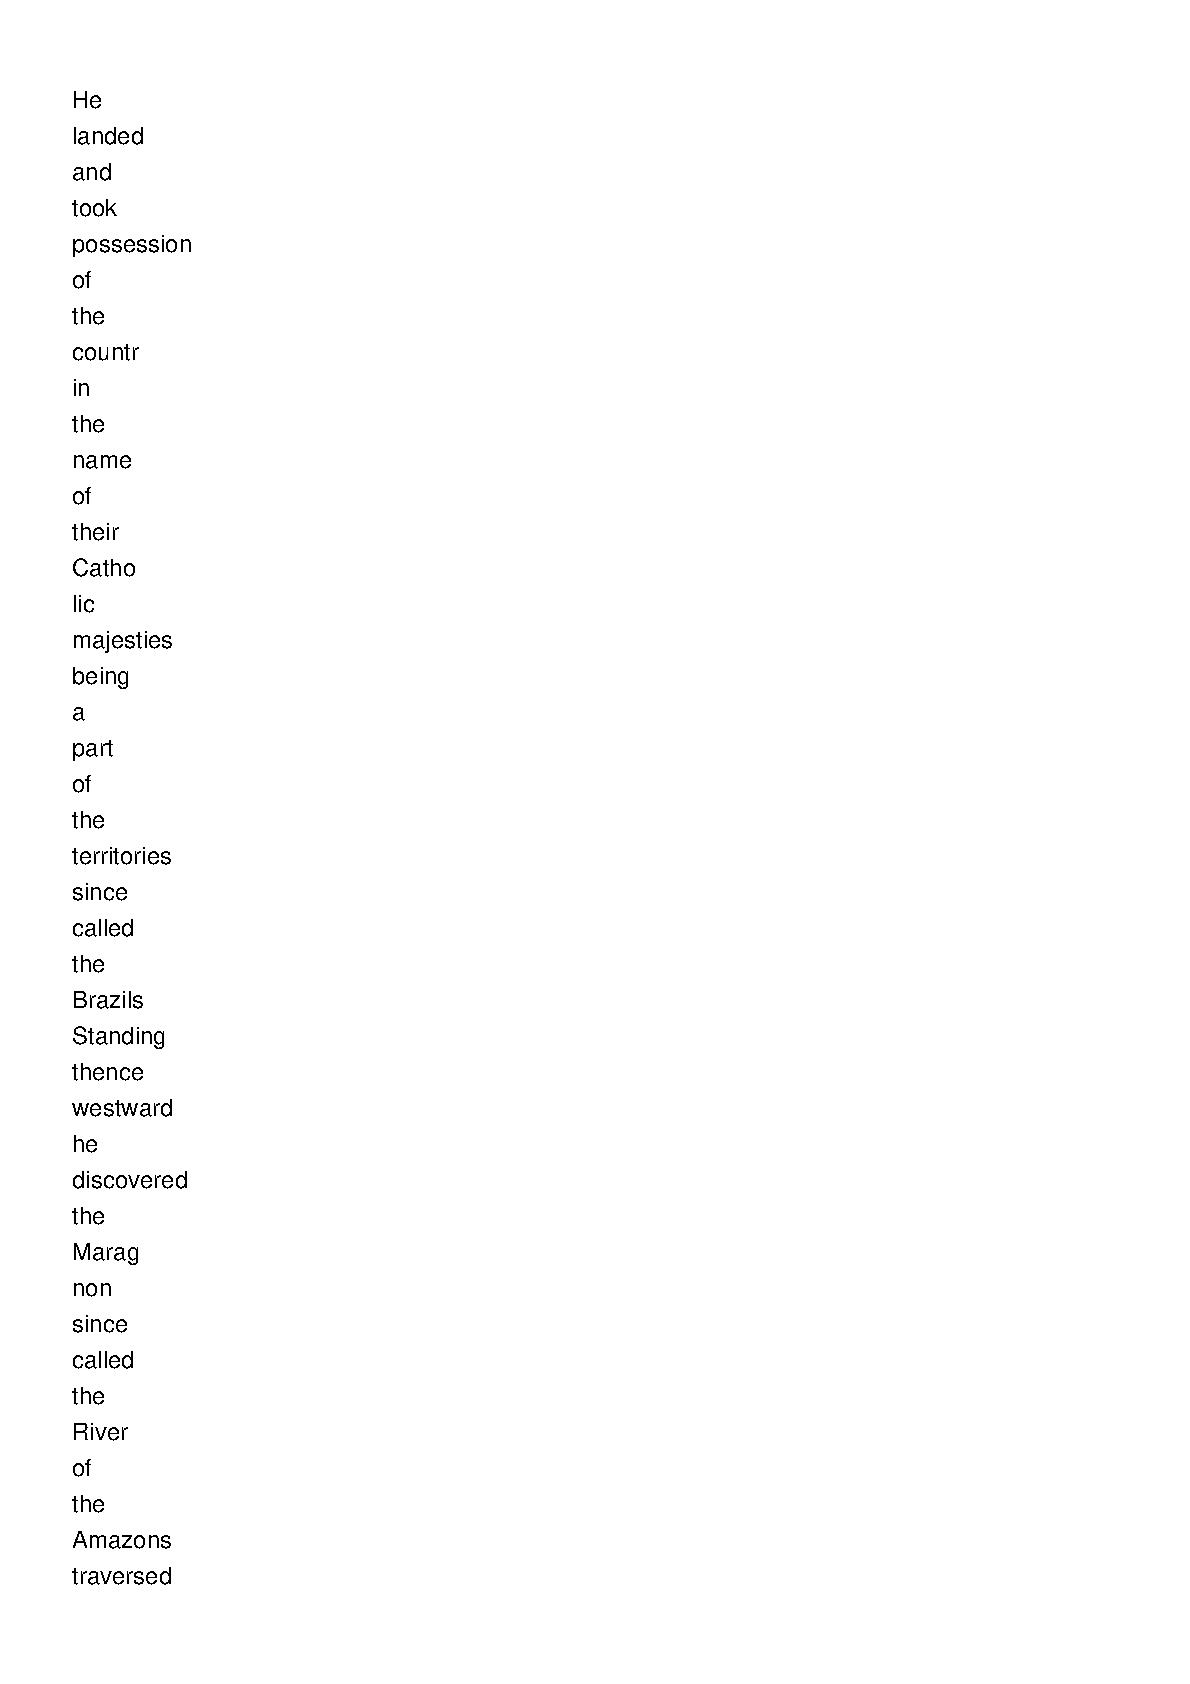 He
landed
and
took
possession
of
the
countr
in
the
name
of
their
Catho
lic
majesties
being
a
part
of
the
territories
since
called
the
Brazils
Standing
thence
westward
he
discovered
the
Marag
non
since
called
the
River
of
the
Amazons
traversed